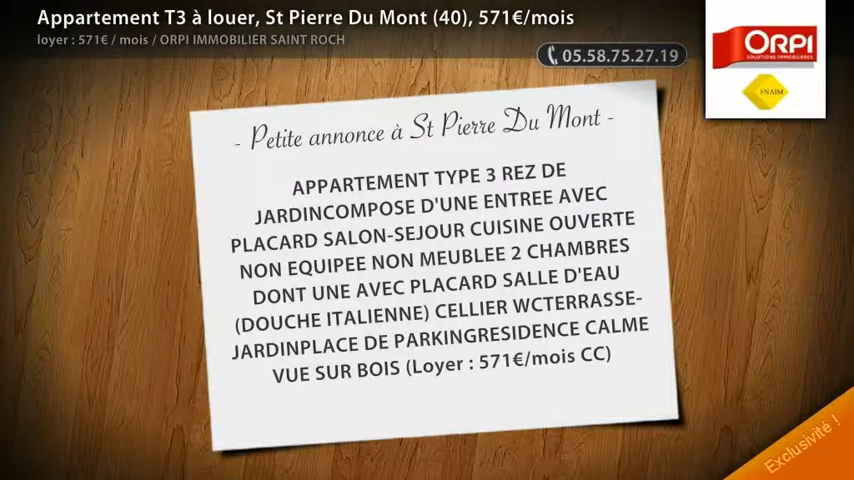 Appartement T3 à louer, St Pierre Du Mont (40), 571€/mois
loyer : 571€ / mois / ORPI IMMOBILIER SAINT ROCH
05.58.75.27.19
ORPI
SOLUTIONS IMMOBILIÈRES
FNAIM
- Petite annonce à St Pierre Du Mont -
APPARTEMENT TYPE 3 REZ DE
JARDINCOMPOSE D'UNE ENTREE AVEC
PLACARD SALON-SEJOUR CUISINE OUVERTE
NON EQUIPEE NON MEUBLEE 2 CHAMBRES
DONT UNE AVEC PLACARD SALLE D'EAU
(DOUCHE ITALIENNE) CELLIER WCTERRASSE-
JARDINPLACE DE PARKINGRESIDENCE CALME
VUE SUR BOIS (Loyer : 571€/mois CC)
Exclusivité !